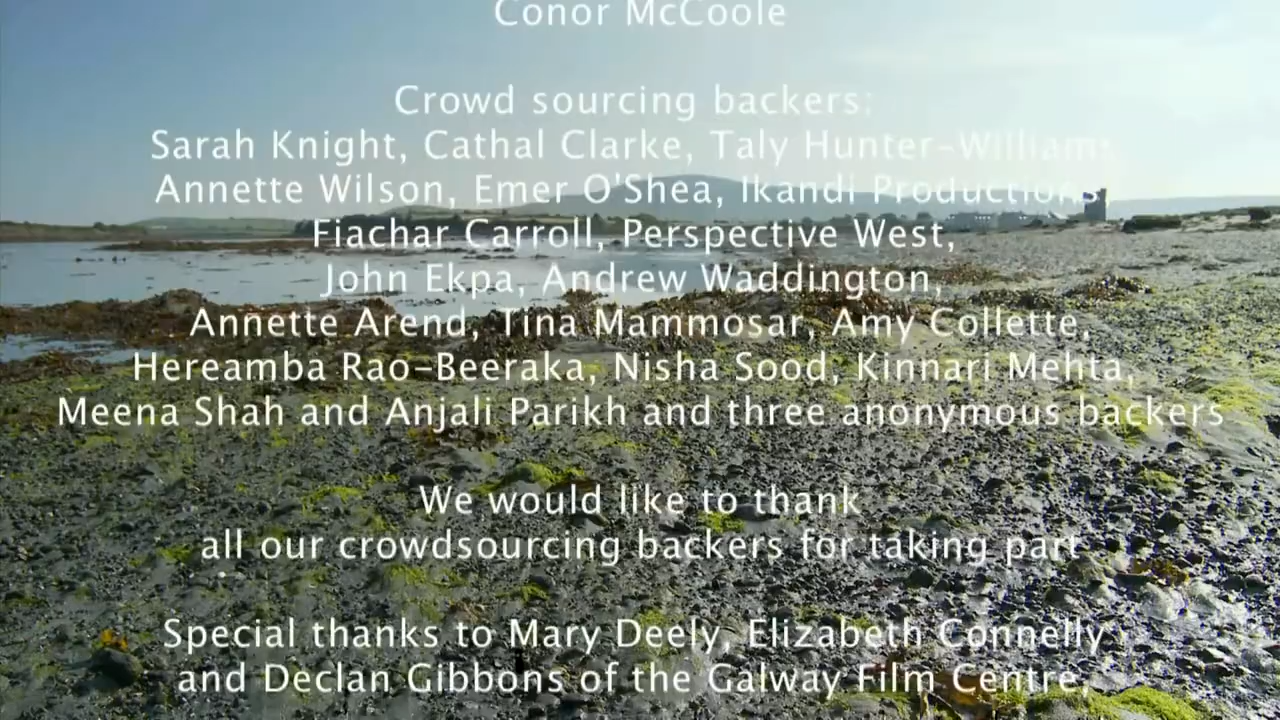 Conor McCoole
Crowd sourcing backers:
Sarah Knight, Cathal Clarke, Taly Hunter-Williams,
Annette Wilson, Emer O'Shea, Ikandi Productions
Fiachar Carroll, Perspective West,
John Ekpa, Andrew Waddington,
Annette Arend, Tina Mammosar, Amy Collette,
Hereamba Rao-Beeraka, Nisha Sood, Kinnari Mehta,
Meena Shah and Anjali Parikh and three anonymous backers
We would like to thank
all our crowdsourcing backers for taking part
Special thanks to Mary Deely, Elizabeth Connelly
and Declan Gibbons of the Galway Film Centre,